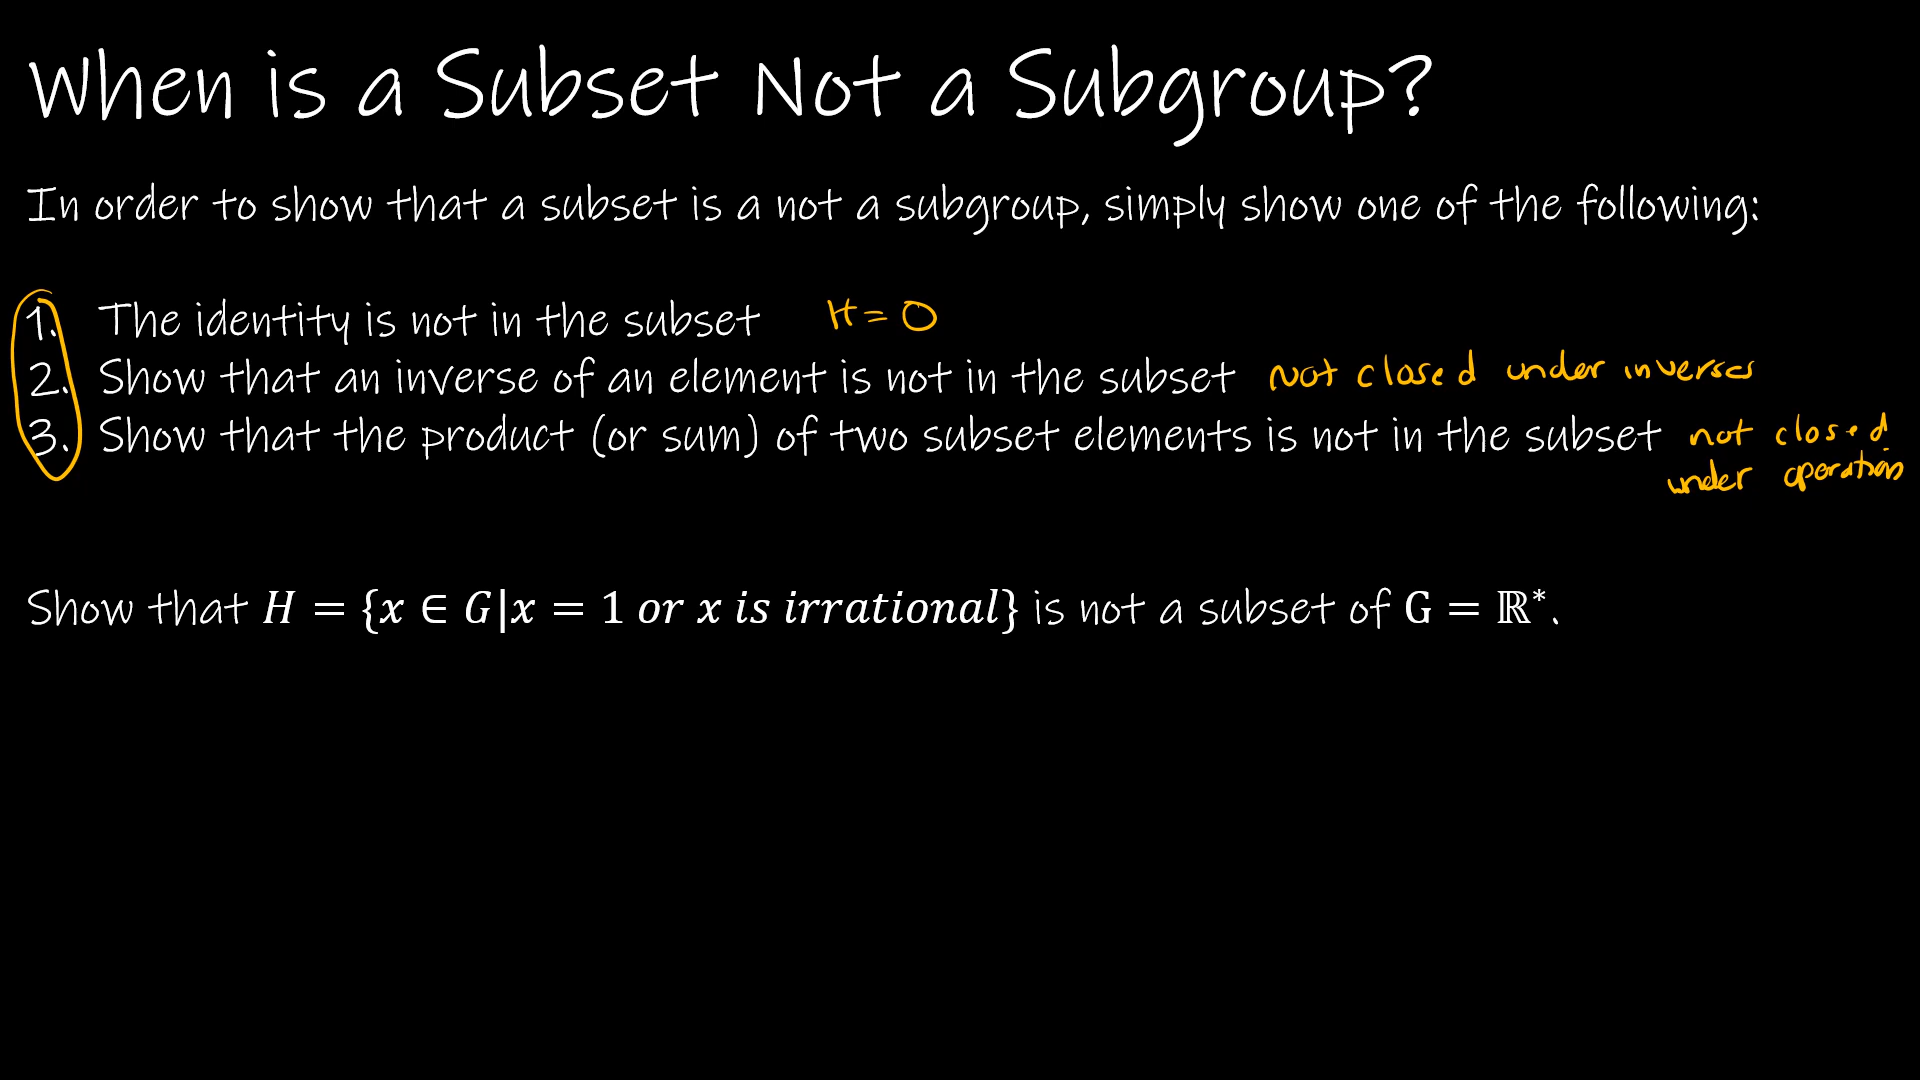 When is a Subset Not a Subgroup?
In order to show that a subset is a not a subgroup, simply show one of the following:
1. The identity is not in the subset H = O
2. Show that an inverse of an element is not in the subset not closed under inverses
3. Show that the product (or sum) of two subset elements is not in the subset not closed
under operation
Show that H = {x ∈ G|x = 1 or x is irrational} is not a subset of G = ℝ*.